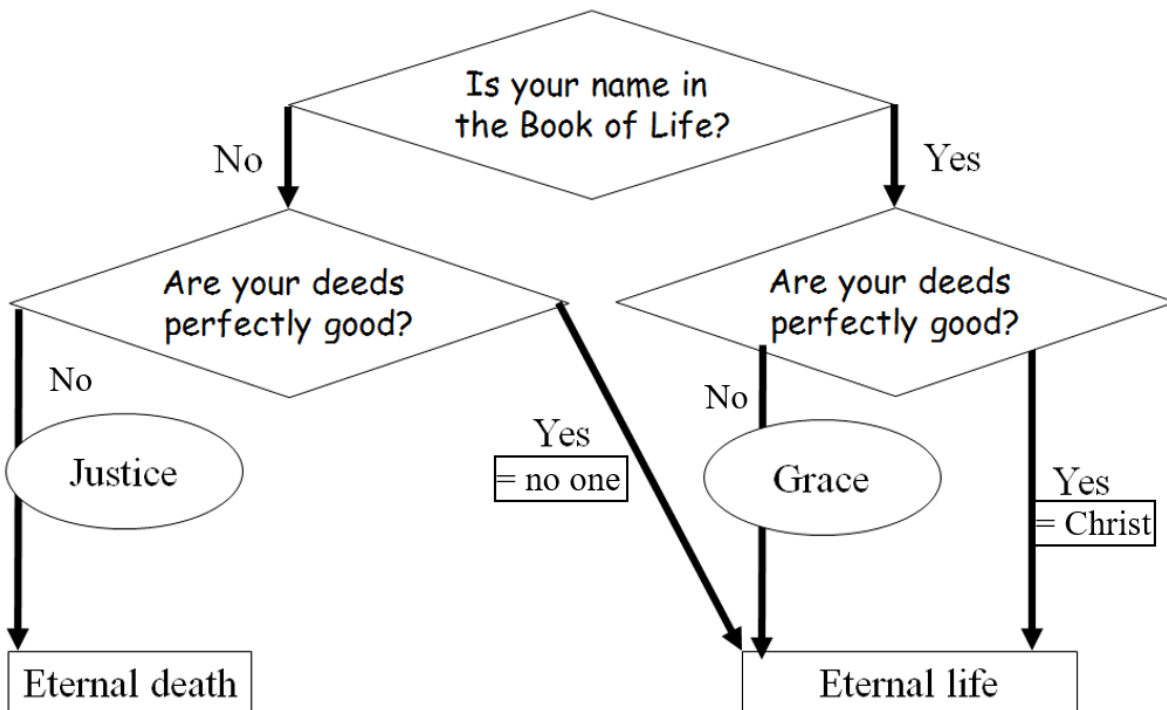 Is your name in
the Book of Life?
No
Yes
Are your deeds
perfectly good?
Are your deeds
perfectly good?
No
No
Yes
= no one
Justice
Grace
Yes
= Christ
Eternal death
Eternal life